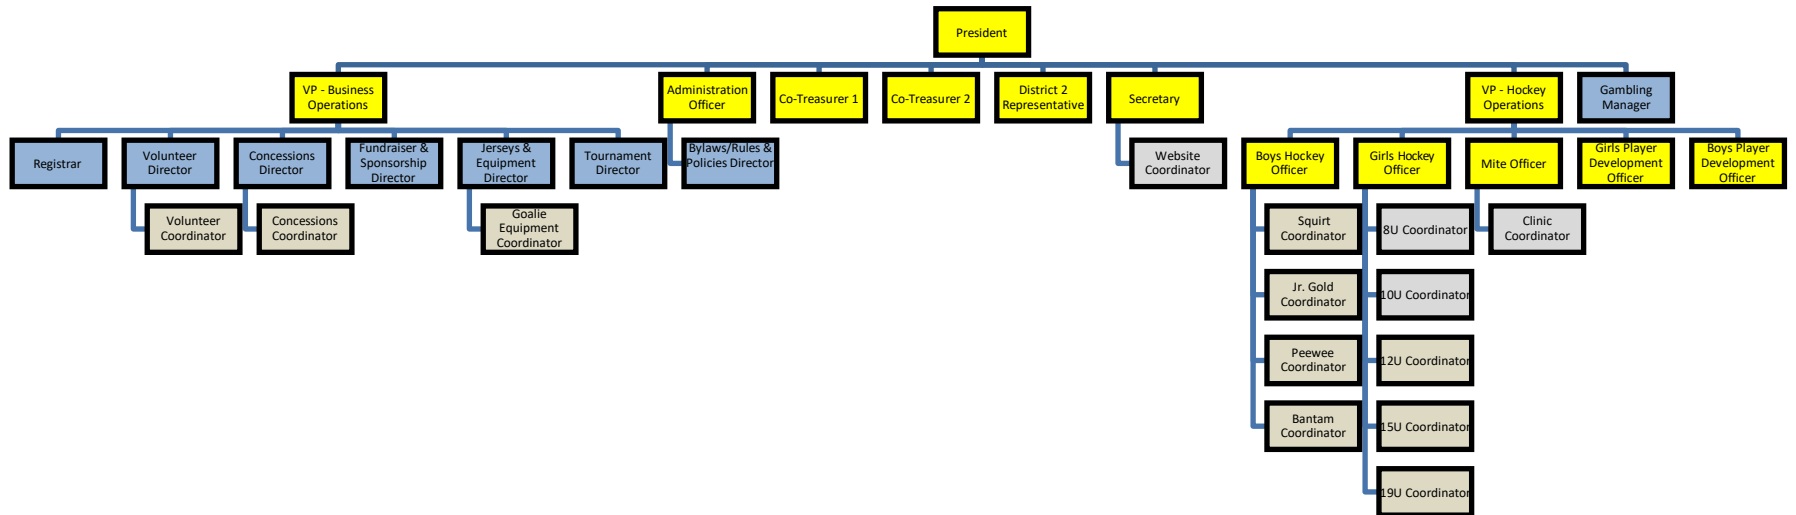 President
VP - Business
Operations
Administration
Officer
Co-Treasurer 1
Co-Treasurer 2
District 2
Representative
Secretary
VP - Hockey
Operations
Gambling
Manager
Registrar
Volunteer
Director
Concessions
Director
Fundraiser &
Sponsorship
Director
Jerseys &
Equipment
Director
Tournament
Director
Bylaws/Rules &
Policies Director
Website
Coordinator
Boys Hockey
Officer
Girls Hockey
Officer
Mite Officer
Girls Player
Development
Officer
Boys Player
Development
Officer
Volunteer
Coordinator
Concessions
Coordinator
Goalie
Equipment
Coordinator
Squirt
Coordinator
8U Coordinator
Clinic
Coordinator
Jr. Gold
Coordinator
10U Coordinator
Peewee
Coordinator
12U Coordinator
Bantam
Coordinator
15U Coordinator
19U Coordinator